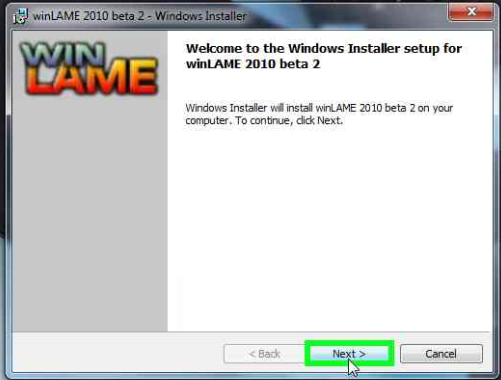 winLAME 2010 beta 2 - Windows Installer
WIN
LAME
Welcome to the Windows Installer setup for
winLAME 2010 beta 2
Windows Installer will install winLAME 2010 beta 2 on your
computer. To continue, click Next.
< Back
Next >
Cancel